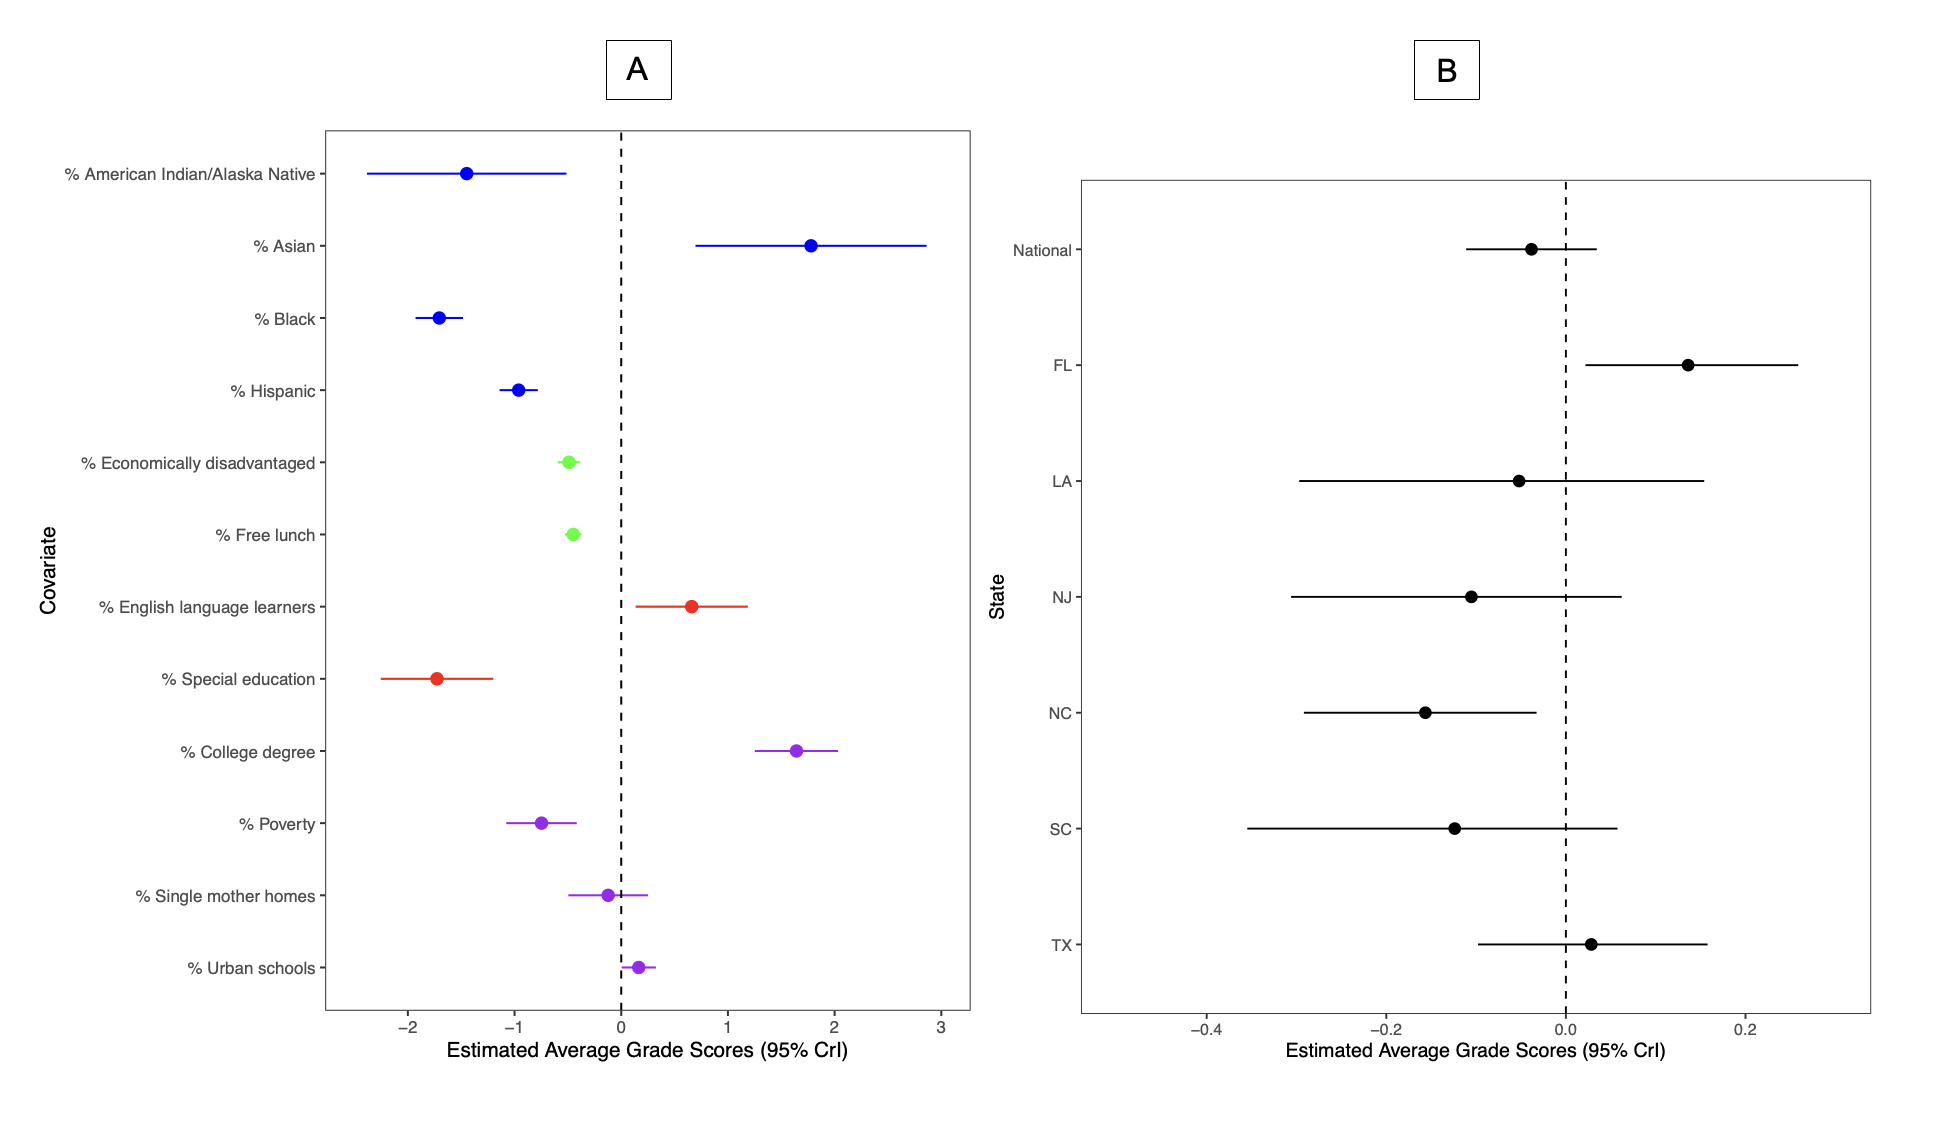 A
% American Indian/Alaska Native
% Asian
% Black
% Hispanic
% Economically disadvantaged
% Free lunch
% English language learners
% Special education
% College degree
% Poverty
% Single mother homes
% Urban schools
Covariate
−2 −1 0 1 2 3
Estimated Average Grade Scores (95% CrI)
B
National
FL
LA
NJ
NC
SC
TX
State
−0.4 −0.2 0.0 0.2
Estimated Average Grade Scores (95% CrI)